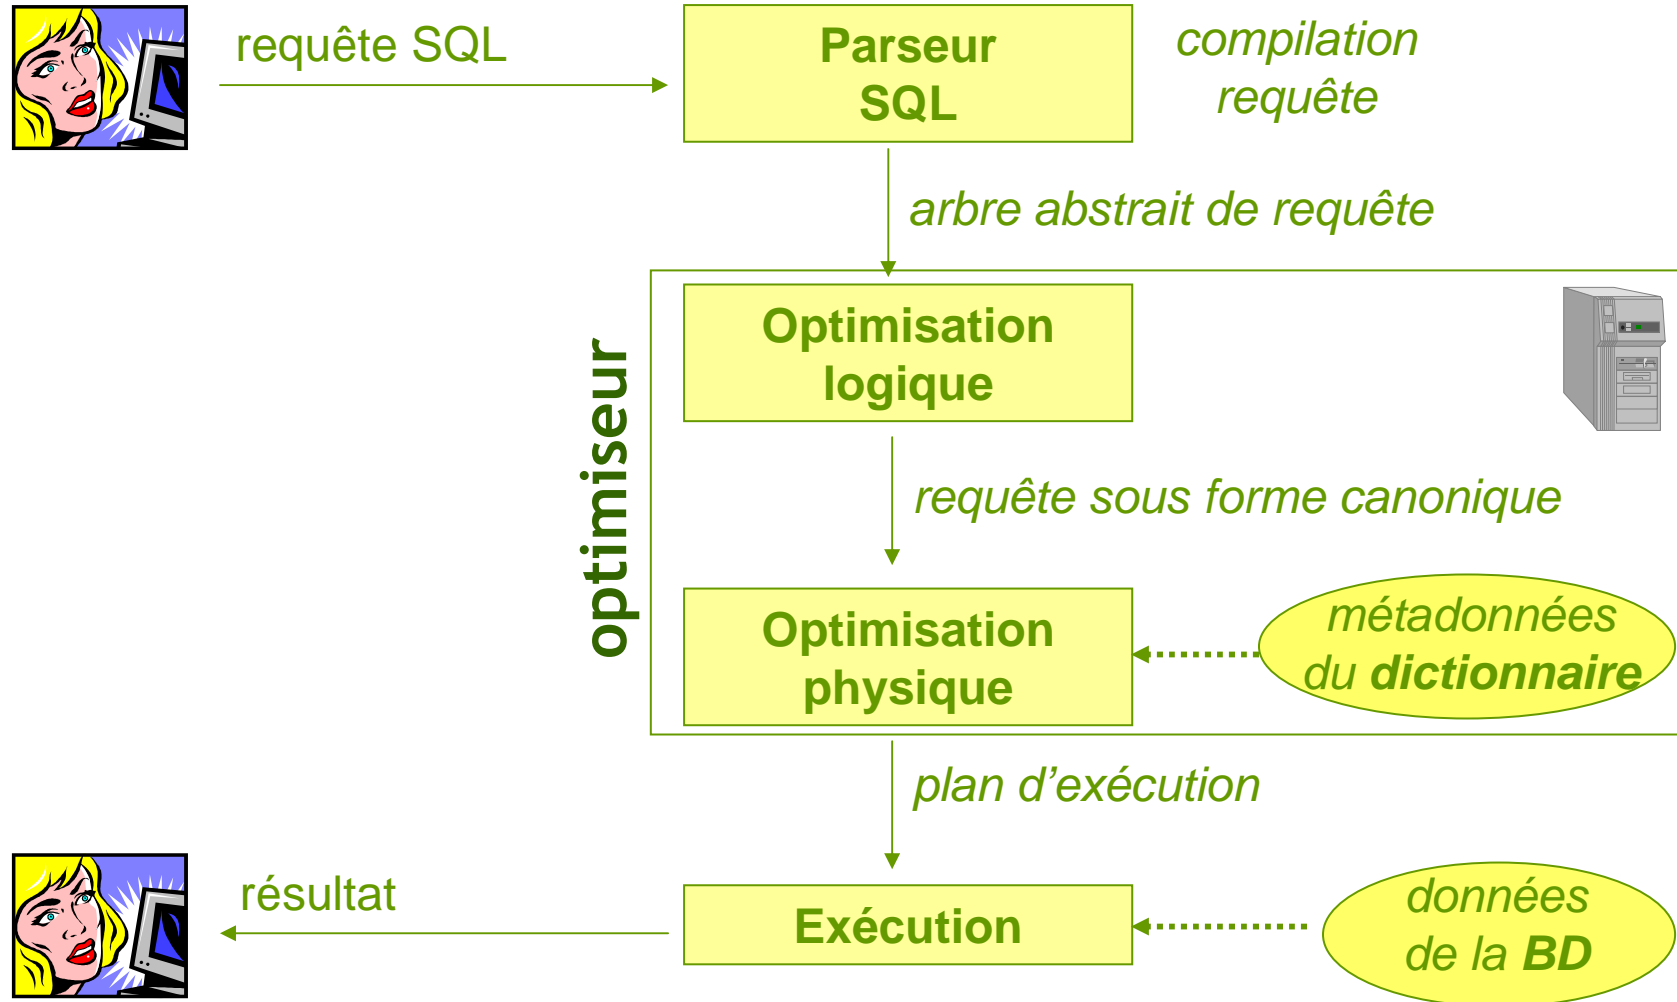 requête SQL
Parseur
SQL
compilation
requête
arbre abstrait de requête
optimiseur
Optimisation
logique
requête sous forme canonique
Optimisation
physique
métadonnées
du dictionnaire
plan d’exécution
résultat
Exécution
données
de la BD